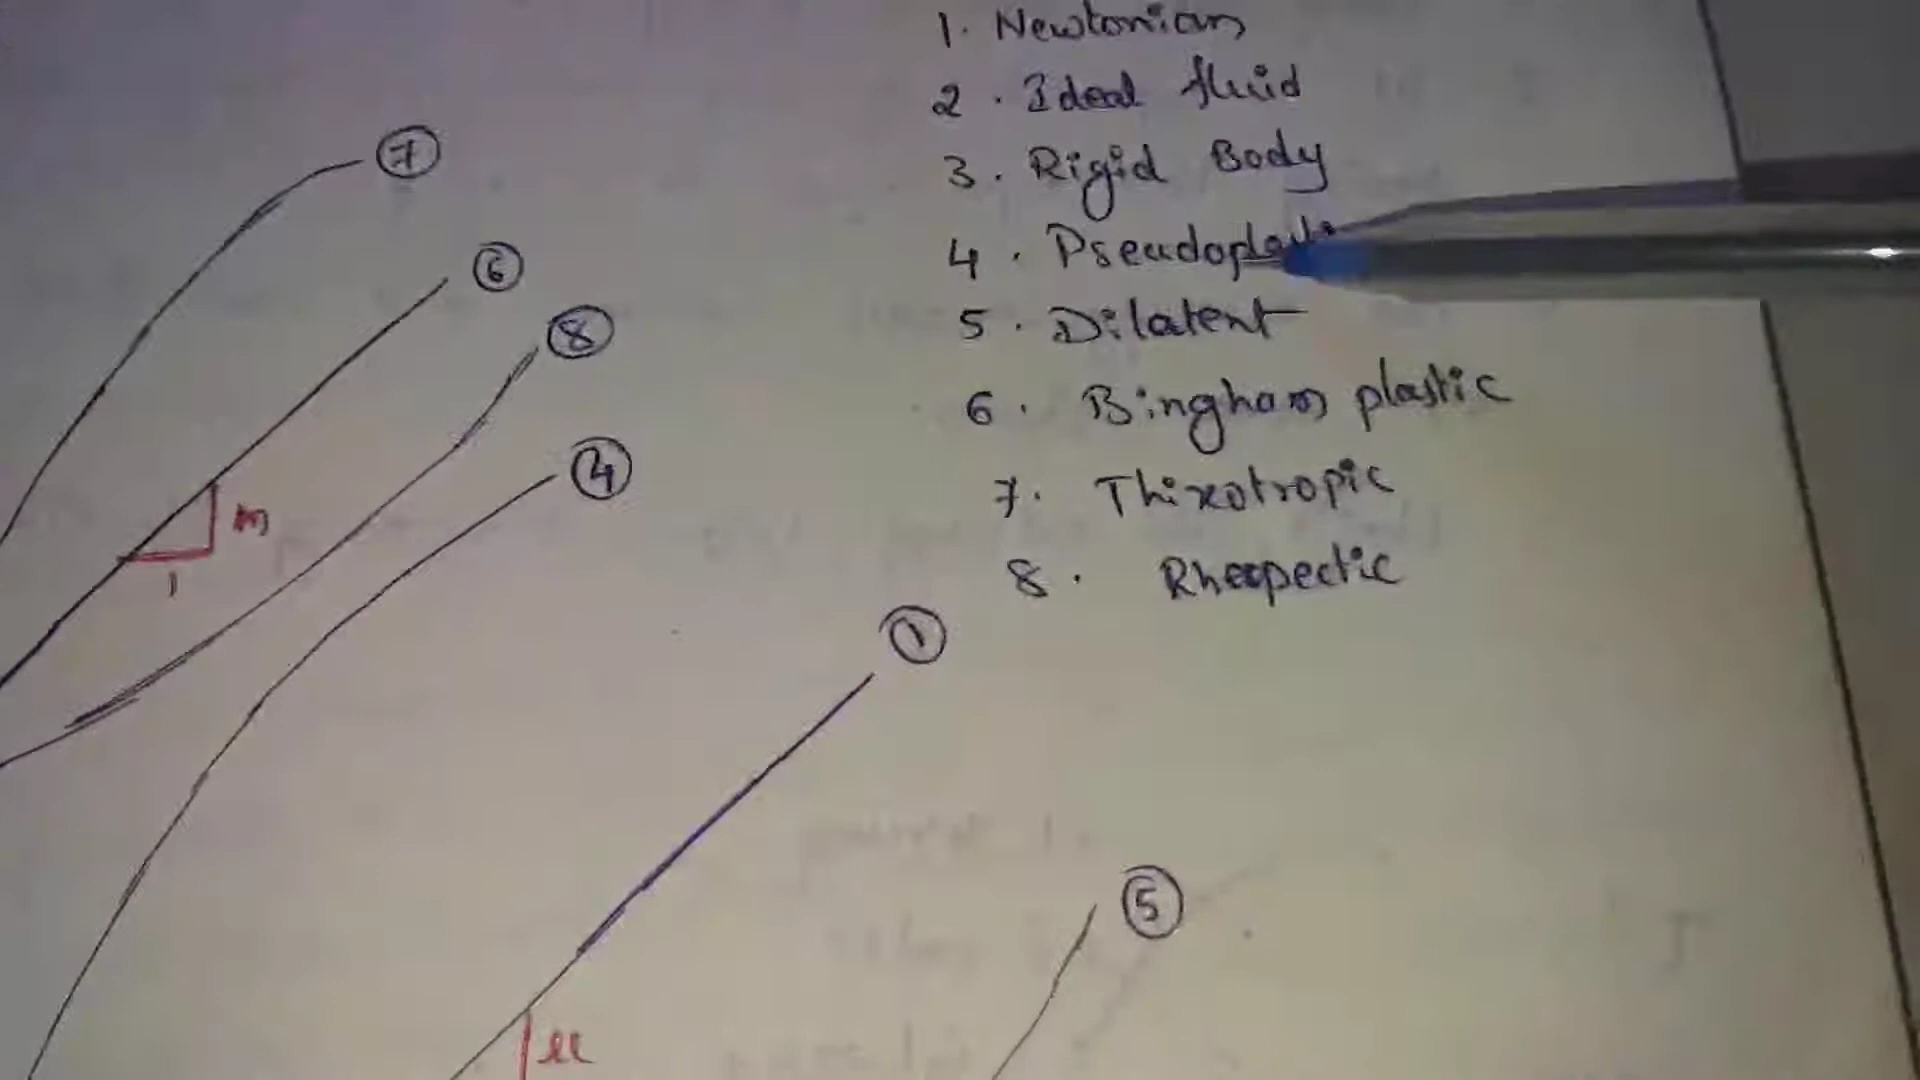 1. Newtonian
2. Ideal fluid
3. Rigid Body
7
4.
6
5. Dilatent
8
6. Bingham plastic
4
7. Thixotropic
m
1
8. Rheopectic
1
5
μ